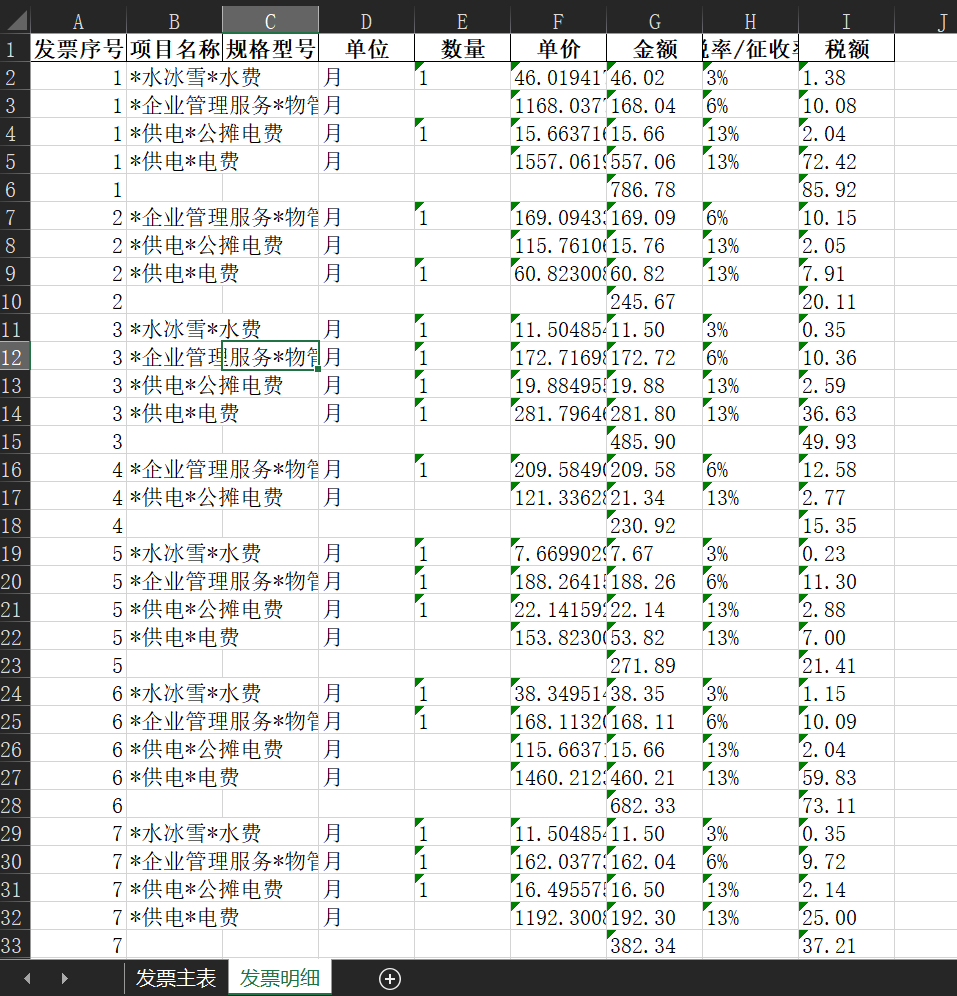 A B C D E F G H I J
1 发票序号 项目名称 规格型号 单位 数量 单价 金额 率/征收 税额
2 1 *水冰雪*水费 月 1 46.019417 46.02 3% 1.38
3 1 *企业管理服务*物管 月 1168.037 168.04 6% 10.08
4 1 *供电*公摊电费 月 1 15.663716 15.66 13% 2.04
5 1 *供电*电费 月 1557.0619 557.06 13% 72.42
6 1 786.78 85.92
7 2 *企业管理服务*物管 月 1 169.0943 169.09 6% 10.15
8 2 *供电*公摊电费 月 115.76106 15.76 13% 2.05
9 2 *供电*电费 月 1 60.823008 60.82 13% 7.91
10 2 245.67 20.11
11 3 *水冰雪*水费 月 1 11.504854 11.50 3% 0.35
12 3 *企业管理服务*物管 月 1 172.71698 172.72 6% 10.36
13 3 *供电*公摊电费 月 1 19.884955 19.88 13% 2.59
14 3 *供电*电费 月 1 281.79646 281.80 13% 36.63
15 3 485.90 49.93
16 4 *企业管理服务*物管 月 1 209.58490 209.58 6% 12.58
17 4 *供电*公摊电费 月 121.33628 21.34 13% 2.77
18 4 230.92 15.35
19 5 *水冰雪*水费 月 1 7.6699029 7.67 3% 0.23
20 5 *企业管理服务*物管 月 1 188.26415 188.26 6% 11.30
21 5 *供电*公摊电费 月 1 22.141592 22.14 13% 2.88
22 5 *供电*电费 月 153.82300 53.82 13% 7.00
23 5 271.89 21.41
24 6 *水冰雪*水费 月 1 38.349514 38.35 3% 1.15
25 6 *企业管理服务*物管 月 1 168.11320 168.11 6% 10.09
26 6 *供电*公摊电费 月 115.6637 15.66 13% 2.04
27 6 *供电*电费 月 1460.212 460.21 13% 59.83
28 6 682.33 73.11
29 7 *水冰雪*水费 月 1 11.504854 11.50 3% 0.35
30 7 *企业管理服务*物管 月 1 162.0377 162.04 6% 9.72
31 7 *供电*公摊电费 月 1 16.495575 16.50 13% 2.14
32 7 *供电*电费 月 1192.3008 192.30 13% 25.00
33 7 382.34 37.21
发票主表 发票明细